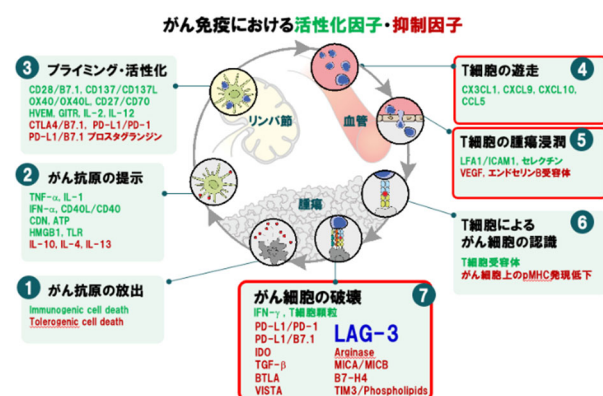 がん免疫における活性化因子・抑制因子
3 プライミング・活性化
CD28/B7.1, CD137/CD137L
OX40/OX40L, CD27/CD70
HVEM, GITR, IL-2, IL-12
CTLA4/B7.1, PD-L1/PD-1
PD-L1/B7.1 プロスタグランジン
2 がん抗原の提示
TNF-α, IL-1
IFN-α, CD40L/CD40
CDN, ATP
HMGB1, TLR
IL-10, IL-4, IL-13
1 がん抗原の放出
Immunogenic cell death
Tolerogenic cell death
リンパ節
血管
腫瘍
T細胞の遊走 4
CX3CL1, CXCL9, CXCL10,
CCL5
T細胞の腫瘍浸潤 5
LFA1/ICAM1, セレクチン
VEGF, エンドセリンB受容体
T細胞による 6
がん細胞の認識
T細胞受容体
がん細胞上のpMHC発現低下
がん細胞の破壊 7
IFN-γ, T細胞顆粒
PD-L1/PD-1
PD-L1/B7.1
IDO
TGF-β
BTLA
VISTA
LAG-3
Arginase
MICA/MICB
B7-H4
TIM3/Phospholipids